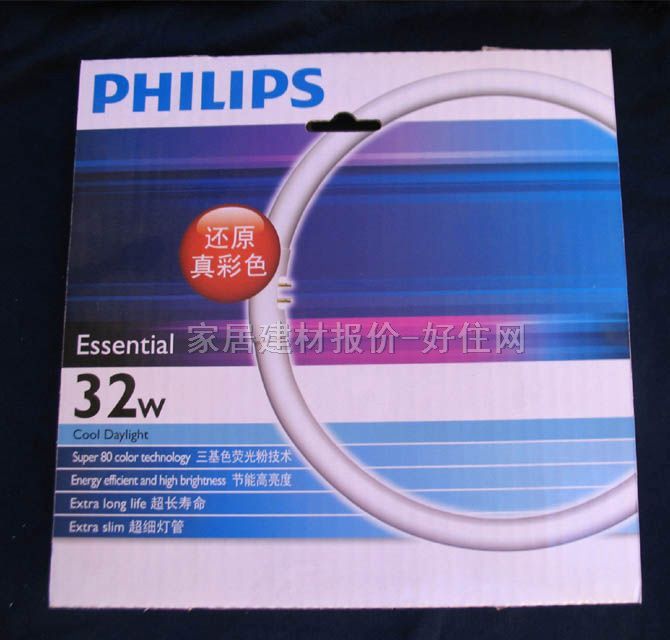 PHILIPS
还原
真彩色
Essential
家居建材报价-好住网
32W
Cool Daylight
Super 80 color technology 三基色荧光粉技术
Energy efficient and high brightness 节能高亮度
Extra long life 超长寿命
Extra slim 超细灯管